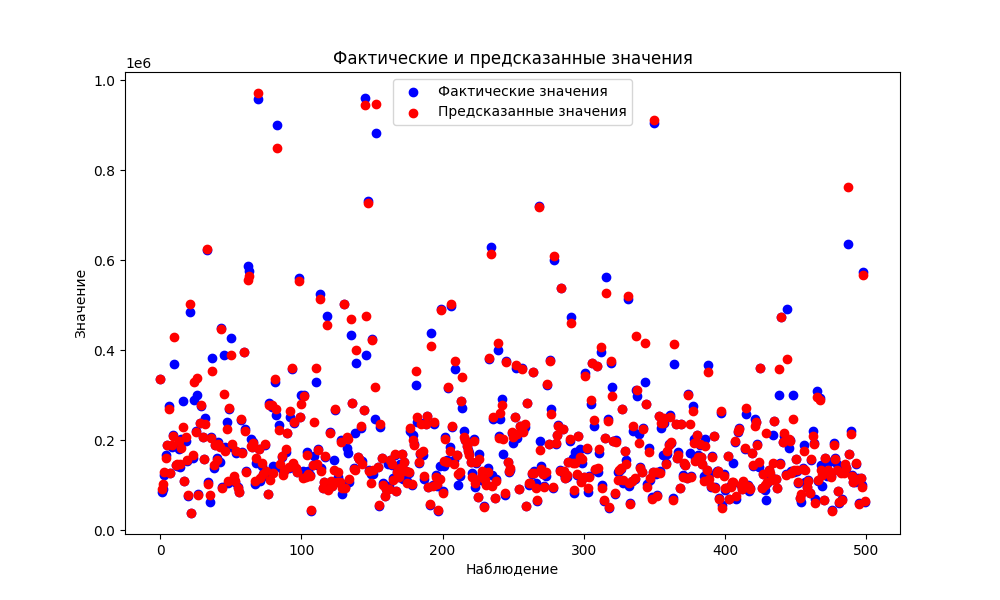 Фактические и предсказанные значения
1e6
Фактические значения
Предсказанные значения
1.0
0.8
0.6
0.4
0.2
0.0
Значение
0 100 200 300 400 500
Наблюдение